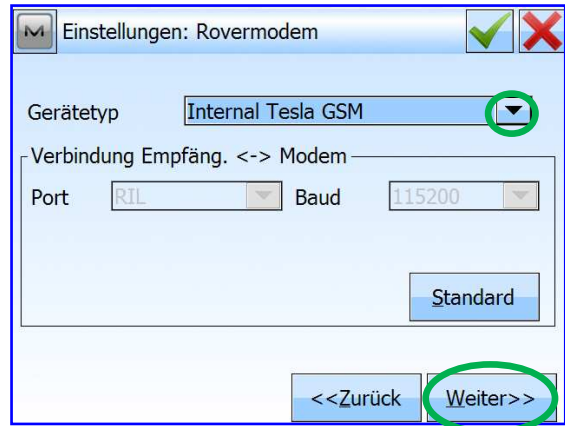 Einstellungen: Rovermodem
Gerätetyp Internal Tesla GSM
Verbindung Empfäng. <-> Modem
Port RIL Baud 115200
Standard
<<Zurück Weiter>>